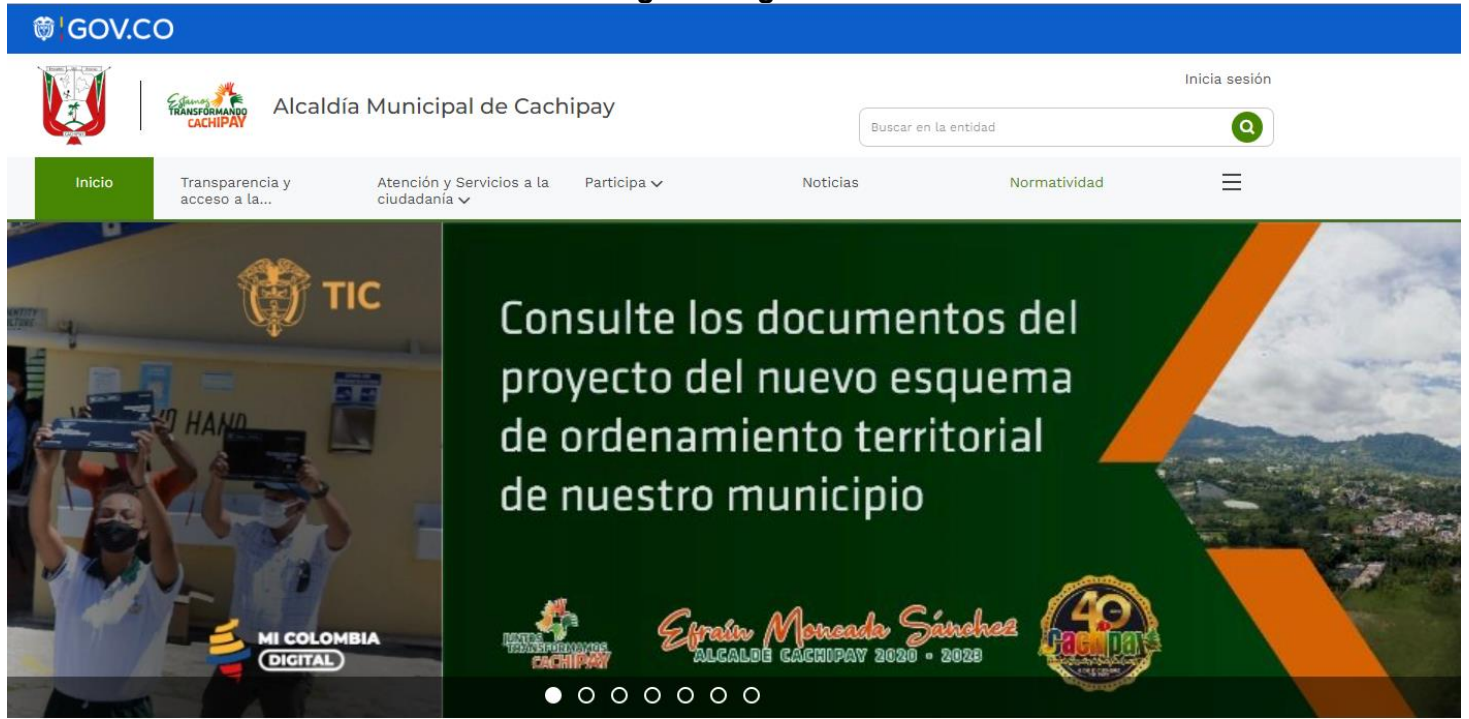 GOV.CO
Inicia sesión
Estamos
TRANSFORMANDO
CACHIPAY
Alcaldía Municipal de Cachipay
Buscar en la entidad
Inicio
Transparencia y
acceso a la...
Atención y Servicios a la
ciudadanía
Participa
Noticias
Normatividad
TIC
HAND
MI COLOMBIA
DIGITAL
Consulte los documentos del
proyecto del nuevo esquema
de ordenamiento territorial
de nuestro municipio
JUNTOS
TRANSFORMAMOS
CACHIPAY
Efraín Moncada Sánchez
ALCALDE CACHIPAY 2020 - 2023
40
Cachipay